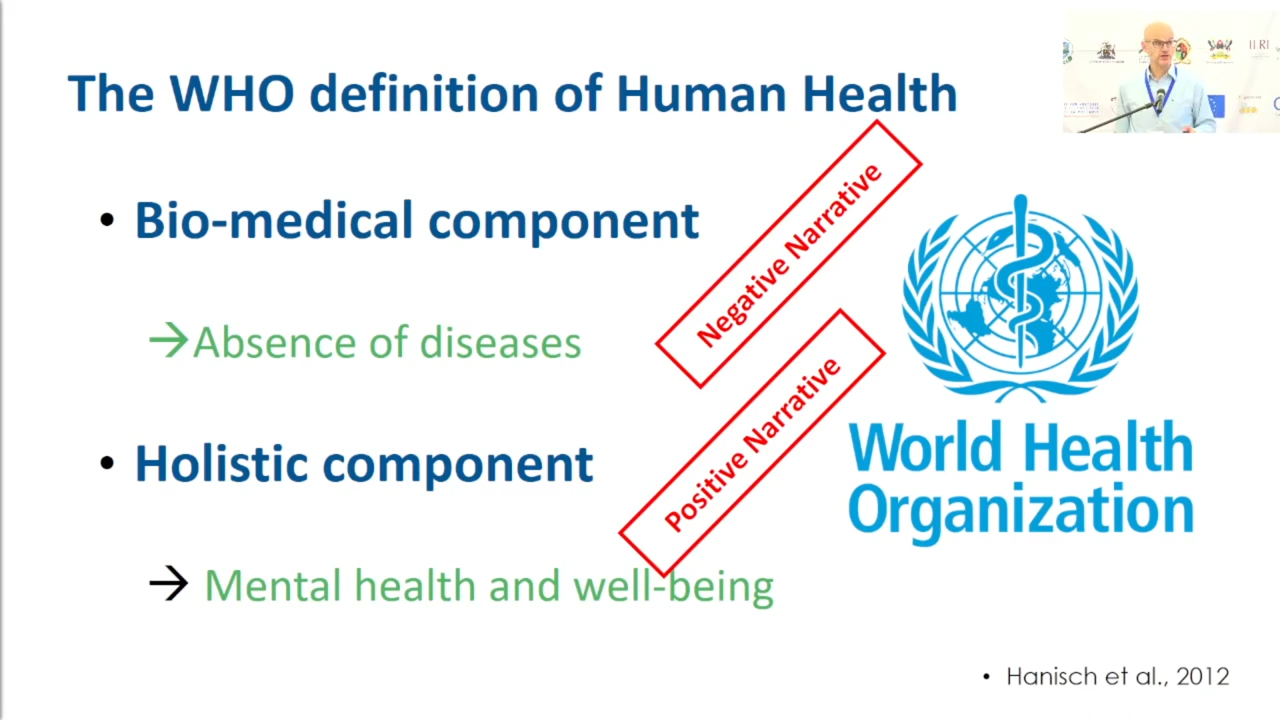 The WHO definition of Human Health
• Bio-medical component
Negative Narrative
→Absence of diseases
Positive Narrative
• Holistic component
→ Mental health and well-being
World Health
Organization
• Hanisch et al., 2012
ILRI